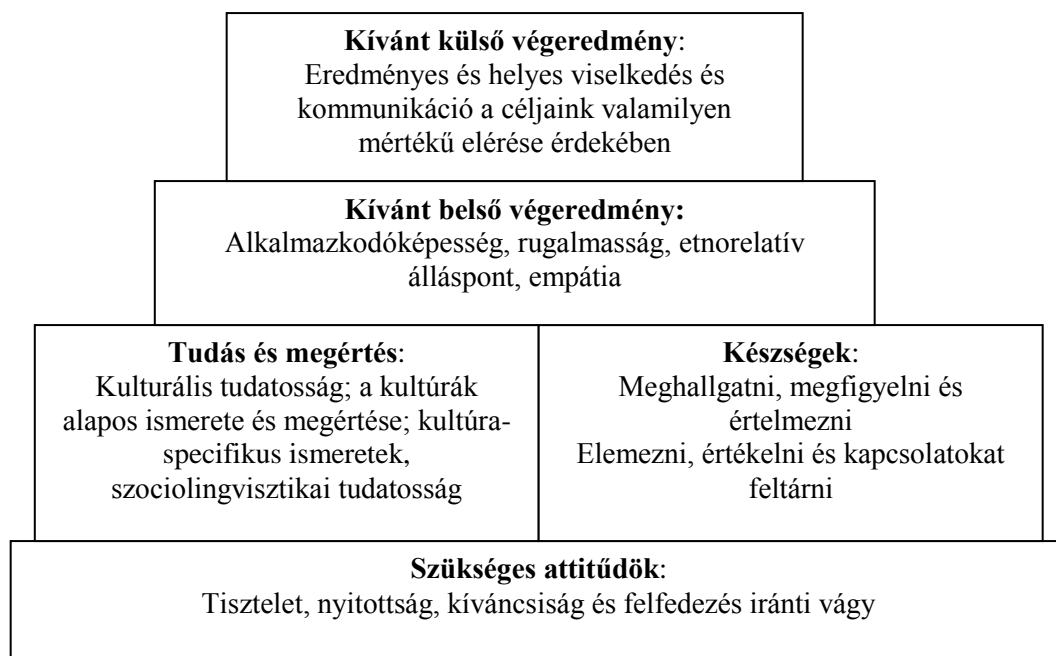 Kívánt külső végeredmény:
Eredményes és helyes viselkedés és
kommunikáció a céljaink valamilyen
mértékű elérése érdekében
Kívánt belső végeredmény:
Alkalmazkodóképesség, rugalmasság, etnorelatív
álláspont, empátia
Tudás és megértés:
Kulturális tudatosság; a kultúrák
alapos ismerete és megértése; kultúra-
specifikus ismeretek,
szociolingvisztikai tudatosság
Készségek:
Meghallgatni, megfigyelni és
értelmezni
Elemezni, értékelni és kapcsolatokat
feltárni
Szükséges attitűdök:
Tisztelet, nyitottság, kíváncsiság és felfedezés iránti vágy